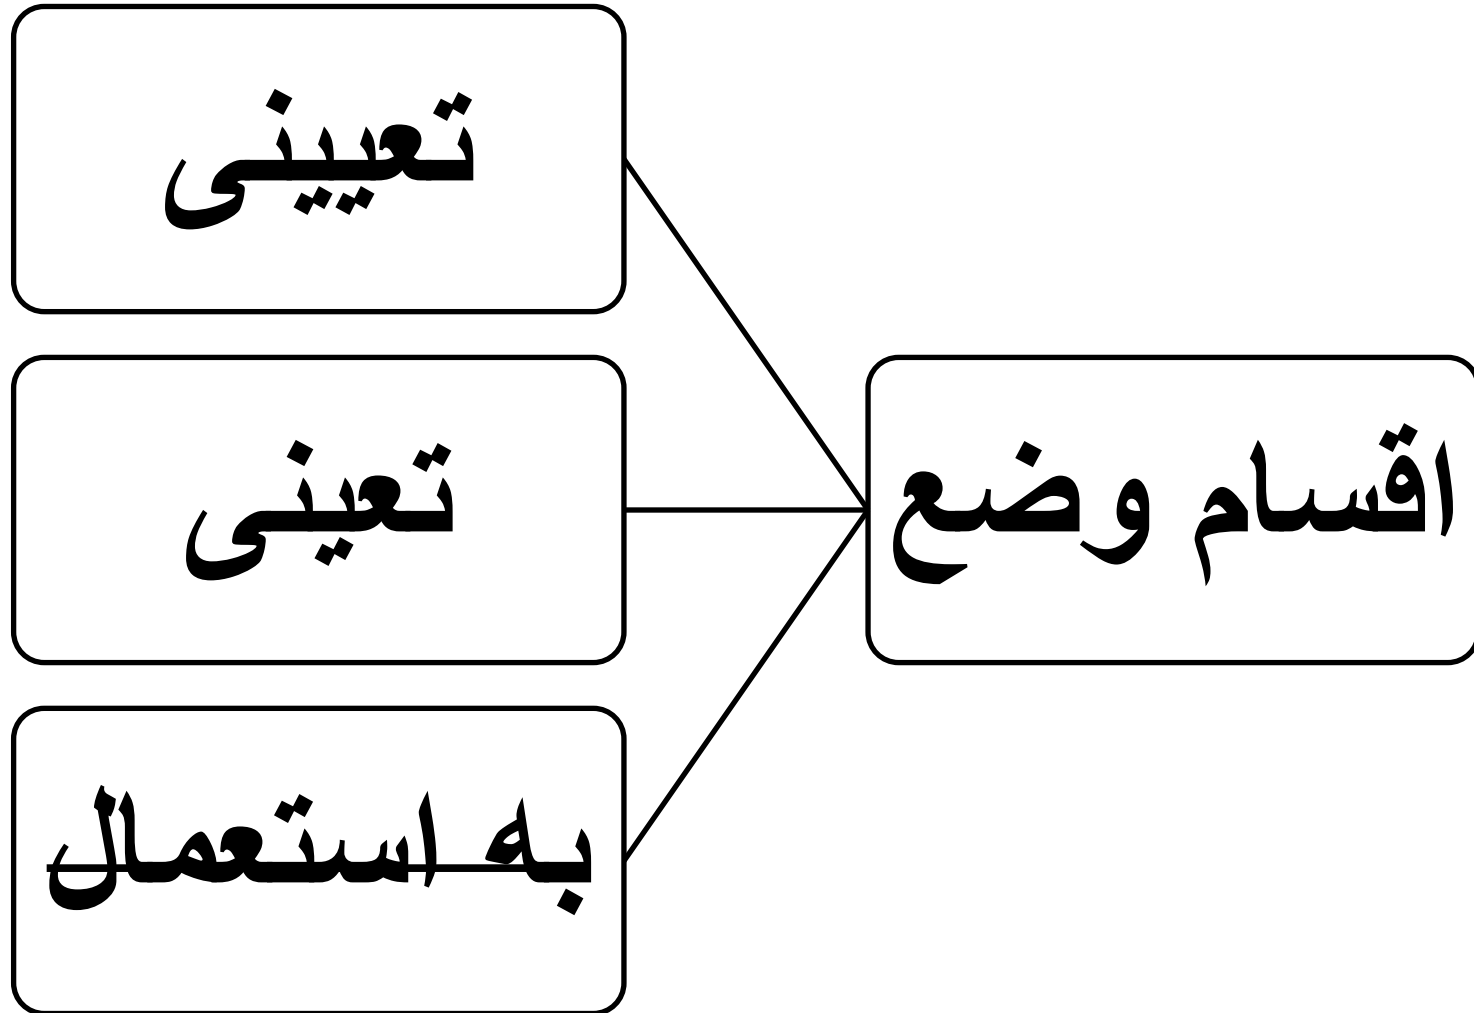 اقسام وضع
تعیینی
تعینی
به استعمال